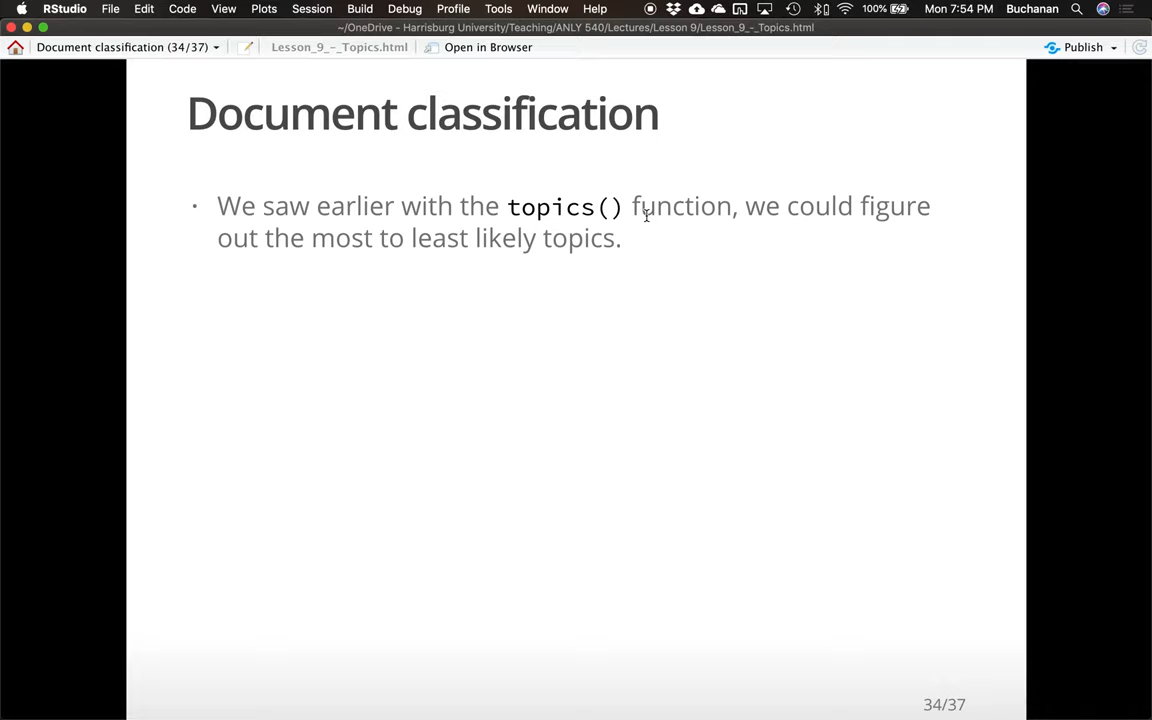 RStudio File Edit Code View Plots Session Build Debug Profile Tools Window Help 100% Mon 7:54 PM Buchanan
~/OneDrive - Harrisburg University/Teaching/ANLY 540/Lectures/Lesson 9/Lesson_9_-_Topics.html
Document classification (34/37) Lesson_9_-_Topics.html Open in Browser Publish
Document classification
· We saw earlier with the topics() function, we could figure
out the most to least likely topics.
34/37